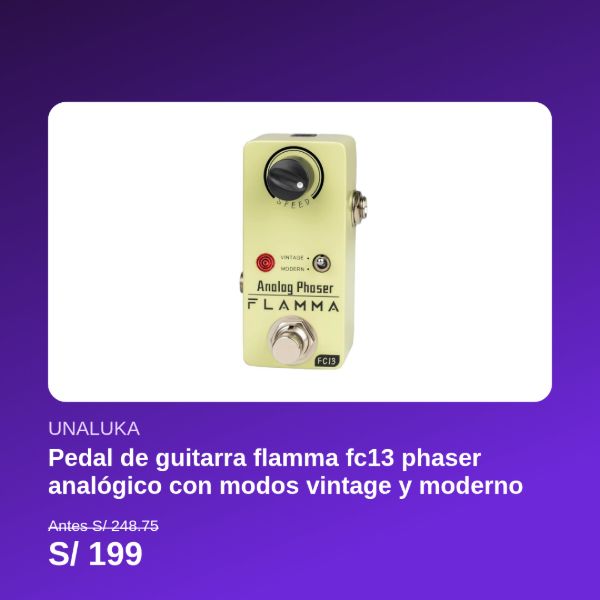 SPEED
VINTAGE
MODERN
Analog Phaser
FLAMMA
FC13
UNALUKA
Pedal de guitarra flamma fc13 phaser
analógico con modos vintage y moderno
Antes S/ 248.75
S/ 199